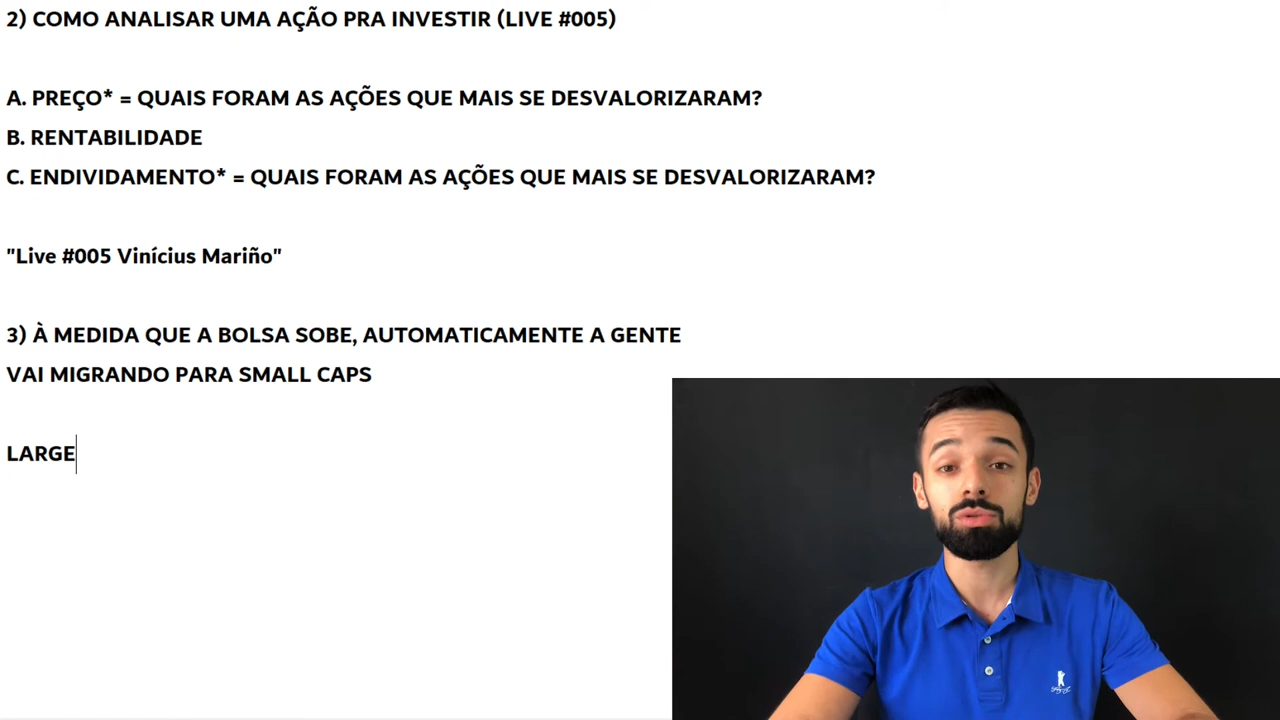 2) COMO ANALISAR UMA AÇÃO PRA INVESTIR (LIVE #005)
A. PREÇO* = QUAIS FORAM AS AÇÕES QUE MAIS SE DESVALORIZARAM?
B. RENTABILIDADE
C. ENDIVIDAMENTO* = QUAIS FORAM AS AÇÕES QUE MAIS SE DESVALORIZARAM?
"Live #005 Vinícius Mariño"
3) À MEDIDA QUE A BOLSA SOBE, AUTOMATICAMENTE A GENTE
VAI MIGRANDO PARA SMALL CAPS
LARGE